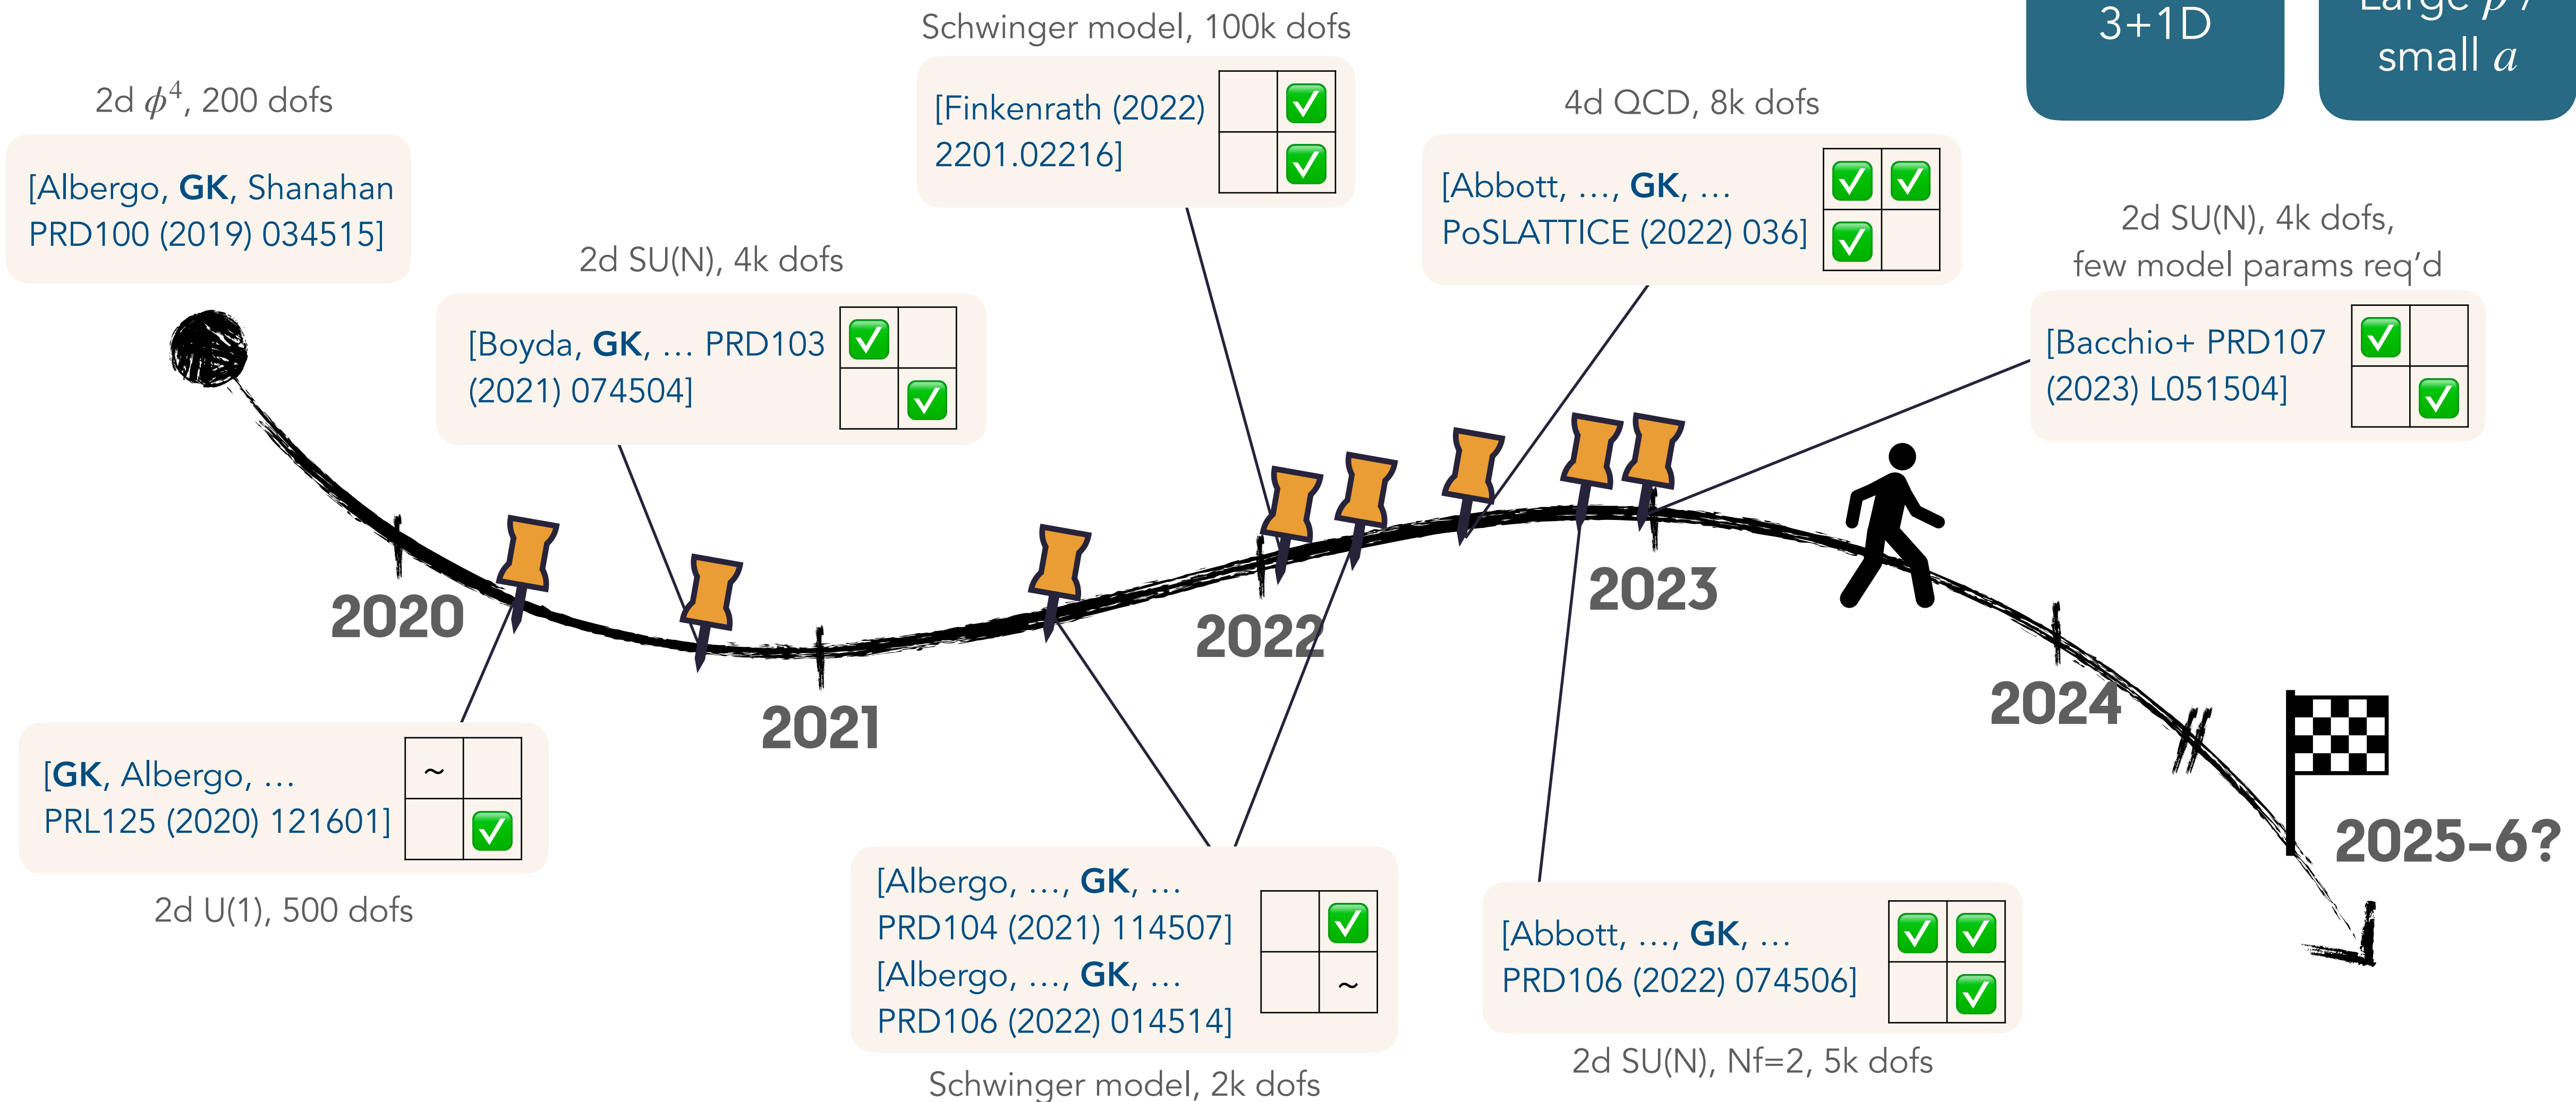 Schwinger model, 100k dofs
[Finkenrath (2022)
2201.02216]
3+1D
Large β /
small a
2d ϕ⁴, 200 dofs
[Albergo, GK, Shanahan
PRD100 (2019) 034515]
4d QCD, 8k dofs
[Abbott, …, GK, …
PoSLATTICE (2022) 036]
2d SU(N), 4k dofs
[Boyda, GK, … PRD103
(2021) 074504]
2d SU(N), 4k dofs,
few model params req’d
[Bacchio+ PRD107
(2023) L051504]
2020
2021
2022
2023
2024
2025-6?
[GK, Albergo, …
PRL125 (2020) 121601]
~
2d U(1), 500 dofs
[Albergo, …, GK, …
PRD104 (2021) 114507]
[Albergo, …, GK, …
PRD106 (2022) 014514]
~
Schwinger model, 2k dofs
[Abbott, …, GK, …
PRD106 (2022) 074506]
2d SU(N), Nf=2, 5k dofs